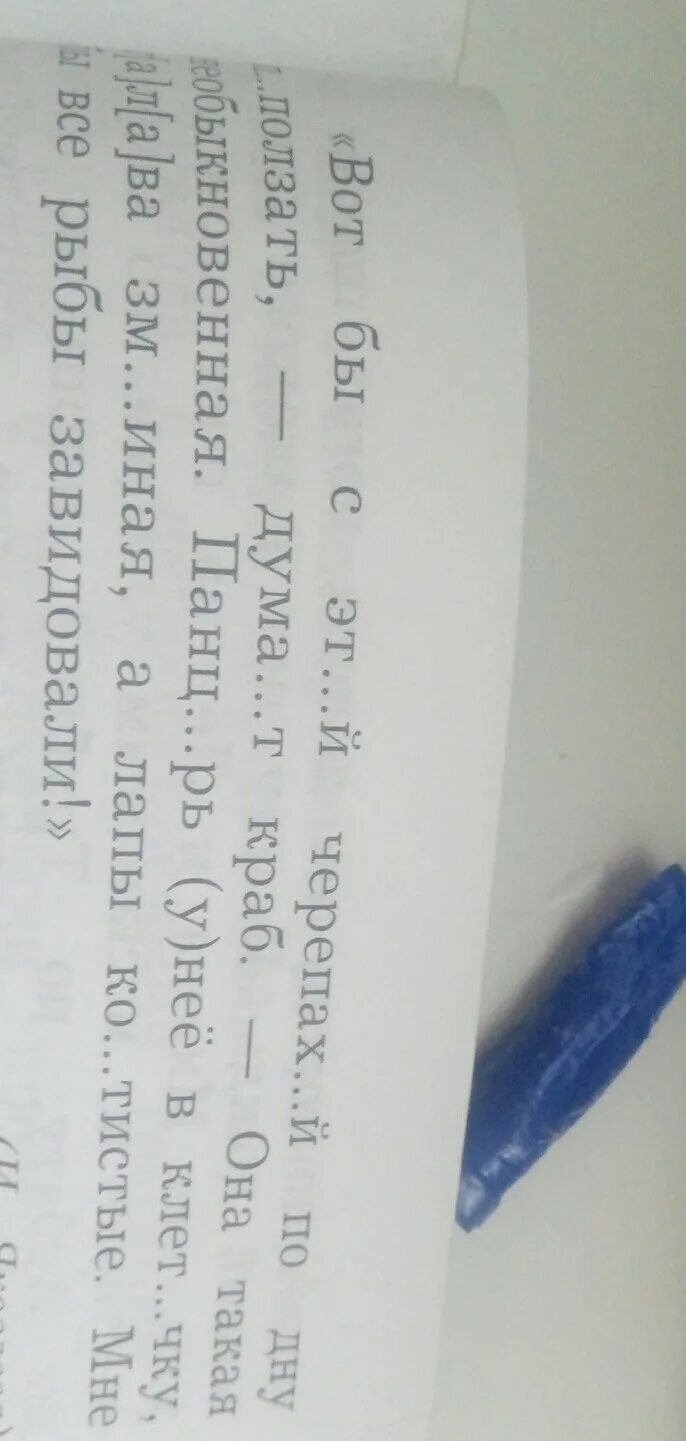 «Вот бы с эт...й черепах...й по дну
...ползать, — дума...т краб. — Она такая
необыкновенная. Панц...рь (у)неё в клет...чку,
[а]л[а]ва зм...иная, а лапы ко...тистые. Мне
бы все рыбы завидовали!»
(И.